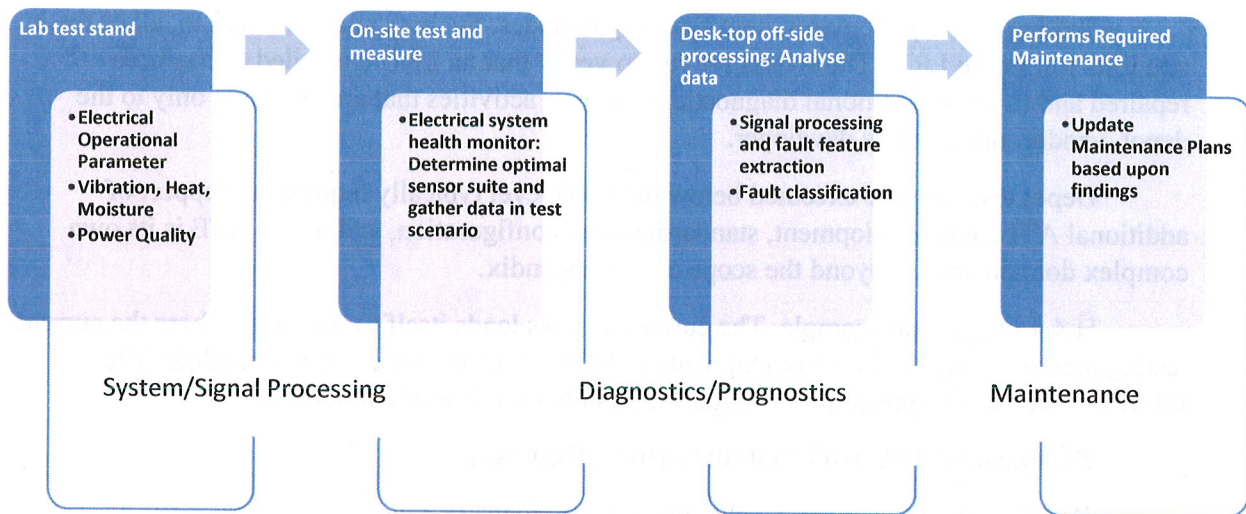 Lab test stand
• Electrical
Operational
Parameter
• Vibration, Heat,
Moisture
• Power Quality
On-site test and
measure
• Electrical system
health monitor:
Determine optimal
sensor suite and
gather data in test
scenario
Desk-top off-side
processing: Analyse
data
• Signal processing
and fault feature
extraction
• Fault classification
Performs Required
Maintenance
• Update
Maintenance Plans
based upon
findings
System/Signal Processing
Diagnostics/Prognostics
Maintenance